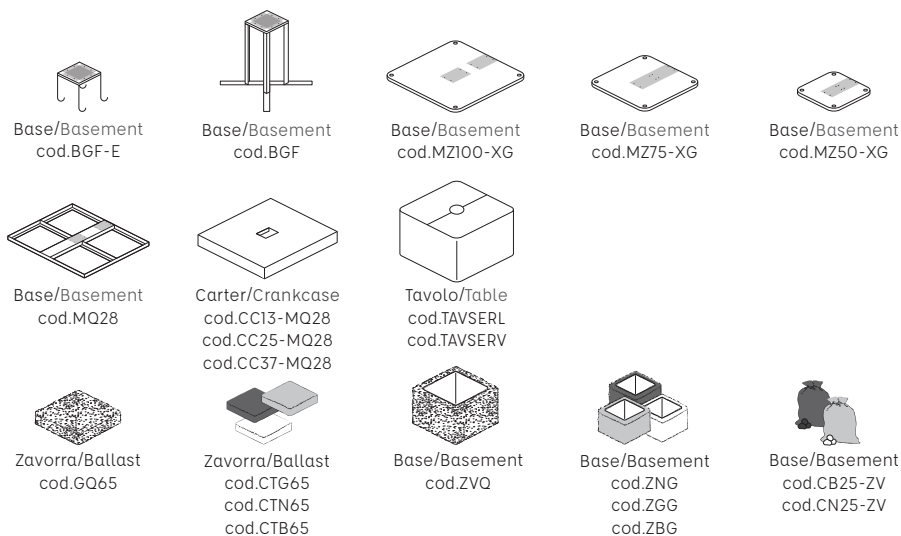 Base/Basement
cod.BGF-E
Base/Basement
cod.BGF
Base/Basement
cod.MZ100-XG
Base/Basement
cod.MZ75-XG
Base/Basement
cod.MZ50-XG
Base/Basement
cod.MQ28
Carter/Crankcase
cod.CC13-MQ28
cod.CC25-MQ28
cod.CC37-MQ28
Tavolo/Table
cod.TAVSERL
cod.TAVSERV
Zavorra/Ballast
cod.GQ65
Zavorra/Ballast
cod.CTG65
cod.CTN65
cod.CTB65
Base/Basement
cod.ZVQ
Base/Basement
cod.ZNG
cod.ZGG
cod.ZBG
Base/Basement
cod.CB25-ZV
cod.CN25-ZV